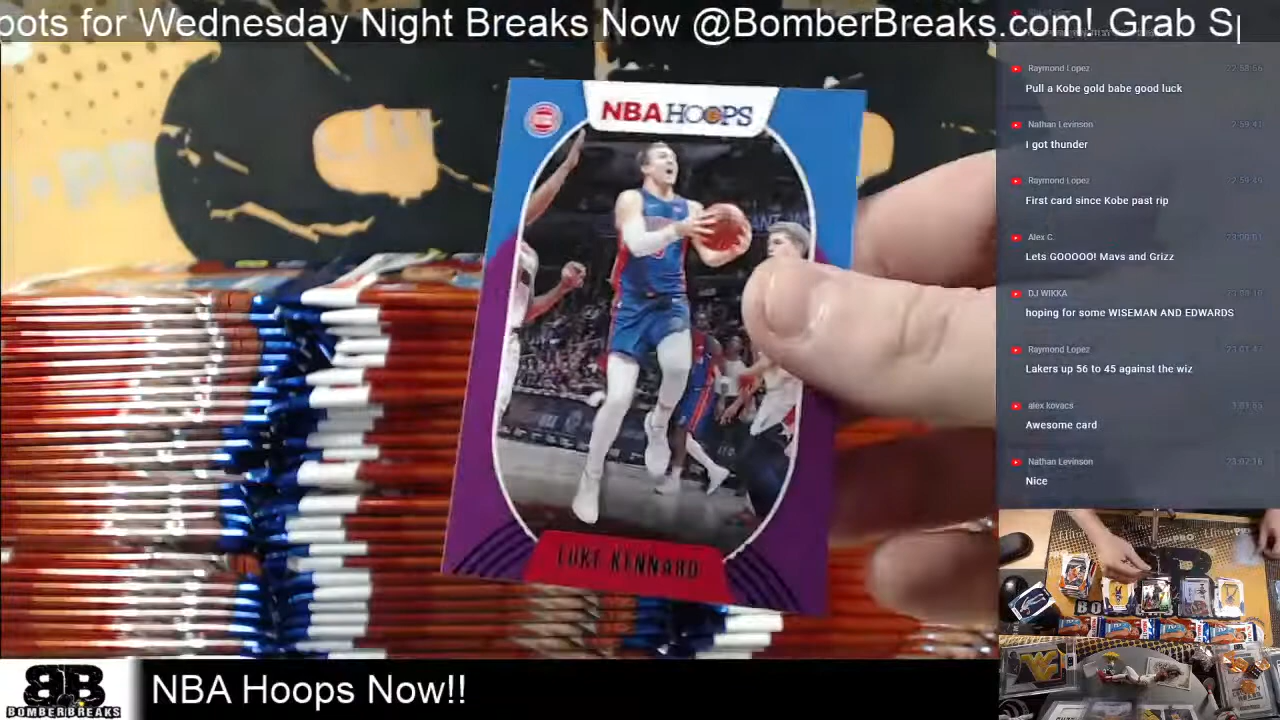 pots for Wednesday Night Breaks Now @BomberBreaks.com! Grab Sp
NBA HOOPS
LUKE KENNARD
Raymond Lopez
Pull a Kobe gold babe good luck
Nathan Levinson
I got thunder
Raymond Lopez
First card since Kobe past rip
Alex C.
Lets GOOOOO! Mavs and Grizz
DJ WIKKA
hoping for some WISEMAN AND EDWARDS
Raymond Lopez
Lakers up 56 to 45 against the wiz
alex kovacs
Awesome card
Nathan Levinson
Nice
BB
BOMBERBREAKS
NBA Hoops Now!!